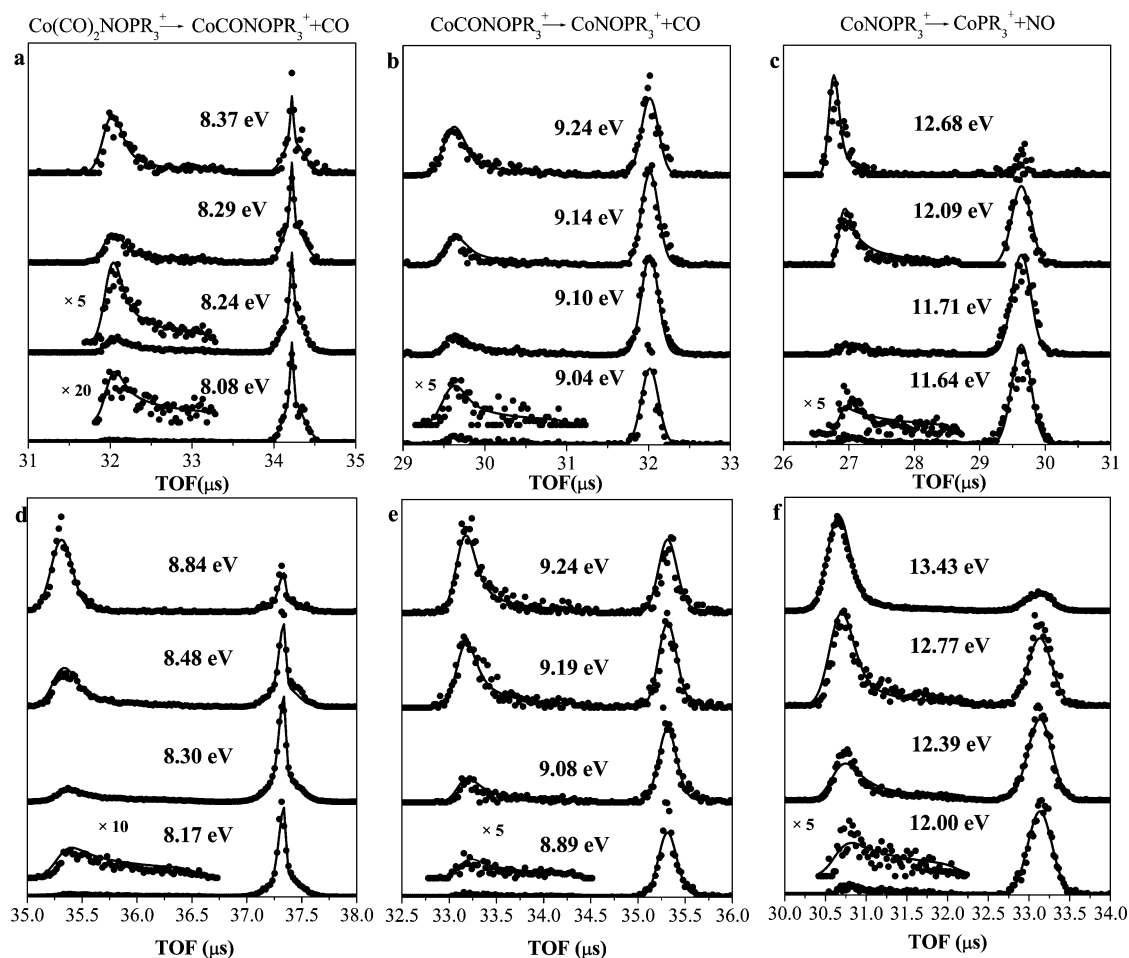 Co(CO)₂NOPR₃⁺→ CoCONOPR₃⁺+CO
CoCONOPR₃⁺→ CoNOPR₃⁺+CO
CoNOPR₃⁺→ CoPR₃⁺+NO
a
8.37 eV
8.29 eV
× 5
8.24 eV
× 20
8.08 eV
31 32 33 34 35
TOF(μs)
b
9.24 eV
9.14 eV
9.10 eV
× 5
9.04 eV
29 30 31 32 33
TOF(μs)
c
12.68 eV
12.09 eV
11.71 eV
11.64 eV
× 5
26 27 28 29 30 31
TOF(μs)
d
8.84 eV
8.48 eV
8.30 eV
× 10
8.17 eV
35.0 35.5 36.0 36.5 37.0 37.5 38.0
TOF (μs)
e
9.24 eV
9.19 eV
9.08 eV
× 5
8.89 eV
32.5 33.0 33.5 34.0 34.5 35.0 35.5 36.0
TOF (μs)
f
13.43 eV
12.77 eV
12.39 eV
× 5
12.00 eV
30.0 30.5 31.0 31.5 32.0 32.5 33.0 33.5 34.0
TOF (μs)